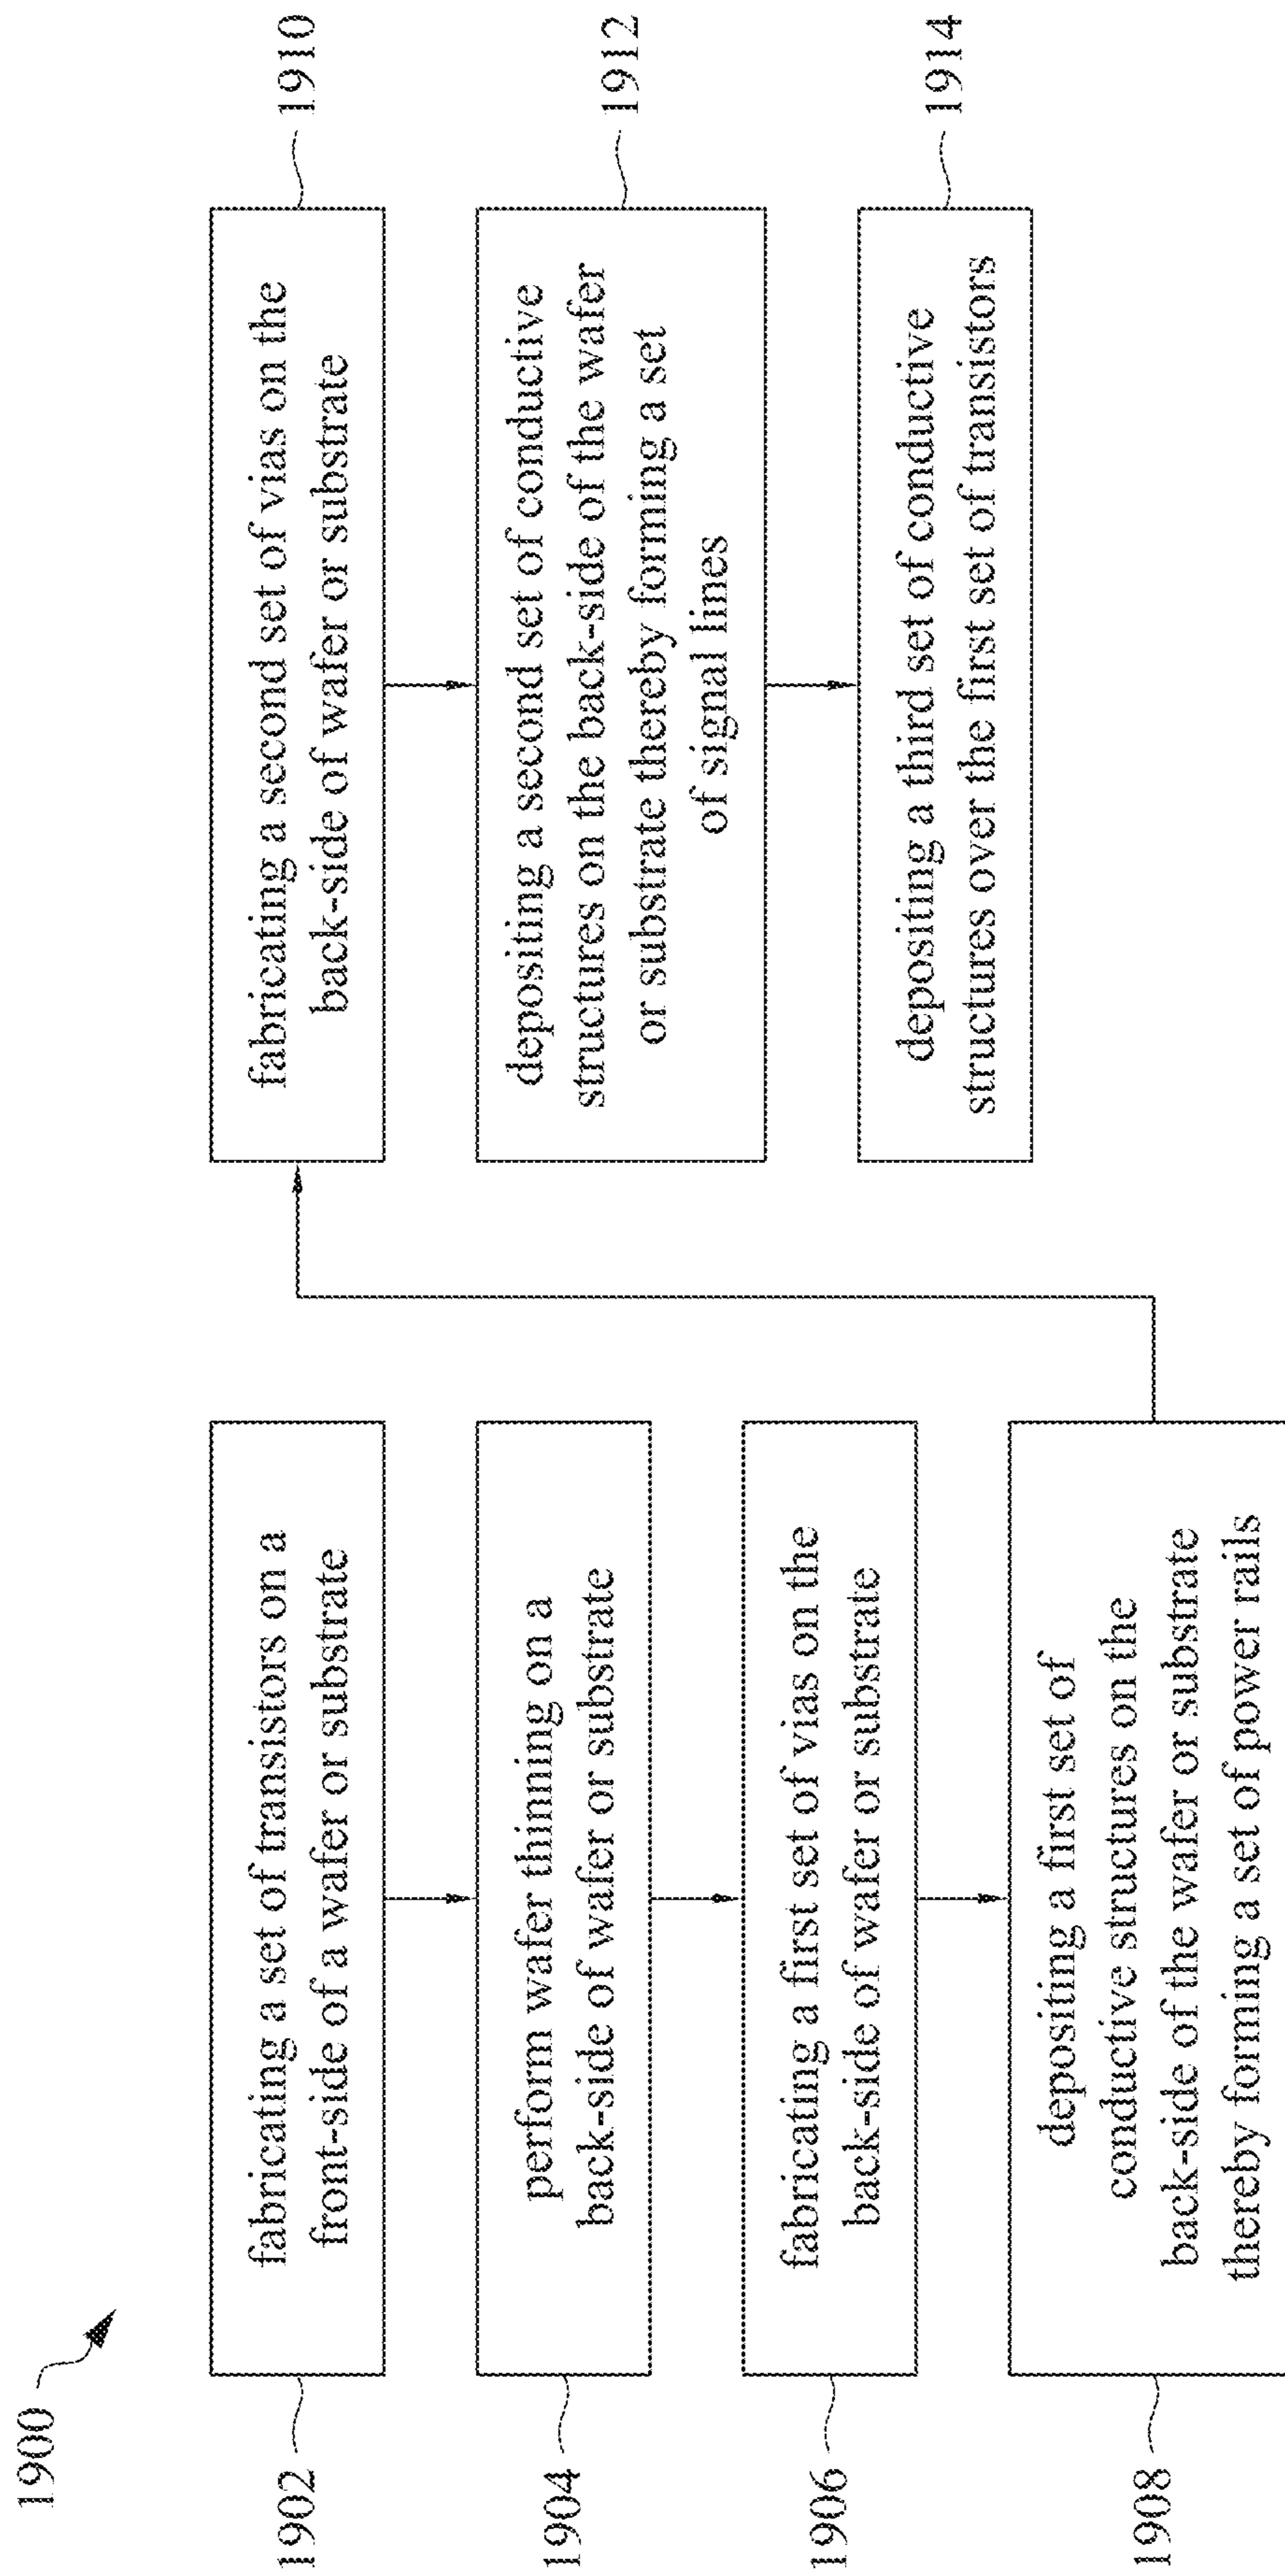 1900
1902
fabricating a set of transistors on a
front-side of a wafer or substrate
1904
perform wafer thinning on a
back-side of wafer or substrate
1906
fabricating a first set of vias on the
back-side of wafer or substrate
1908
depositing a first set of
conductive structures on the
back-side of the wafer or substrate
thereby forming a set of power rails
fabricating a second set of vias on the
back-side of wafer or substrate
1910
depositing a second set of conductive
structures on the back-side of the wafer
or substrate thereby forming a set
of signal lines
1912
depositing a third set of conductive
structures over the first set of transistors
1914